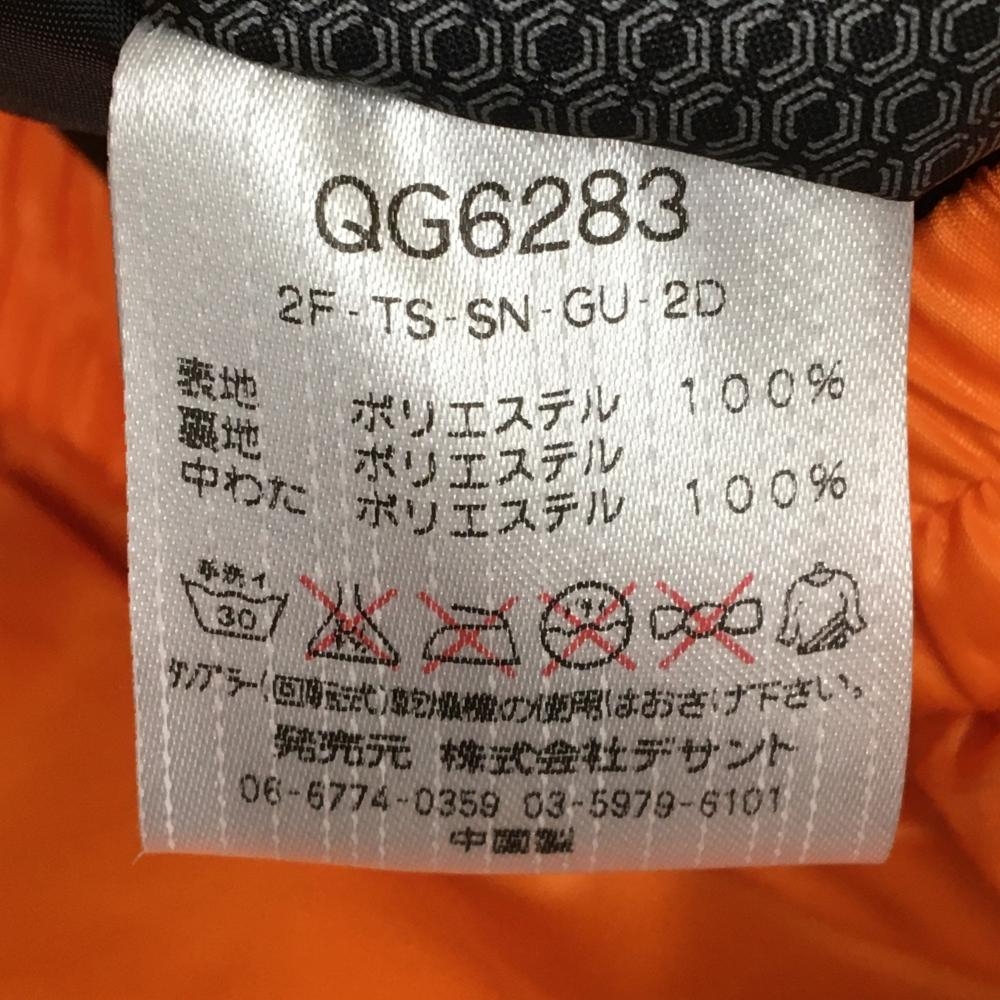 QG6283
2F-TS-SN-GU-2D
表地 ポリエステル 100%
裏地 ポリエステル
中わた ポリエステル 100%
手洗イ
30
タンブラー(回転式)乾燥機の使用はおさけ下さい。
発売元 株式会社デサント
06-6774-0359 03-5979-6101
中国製